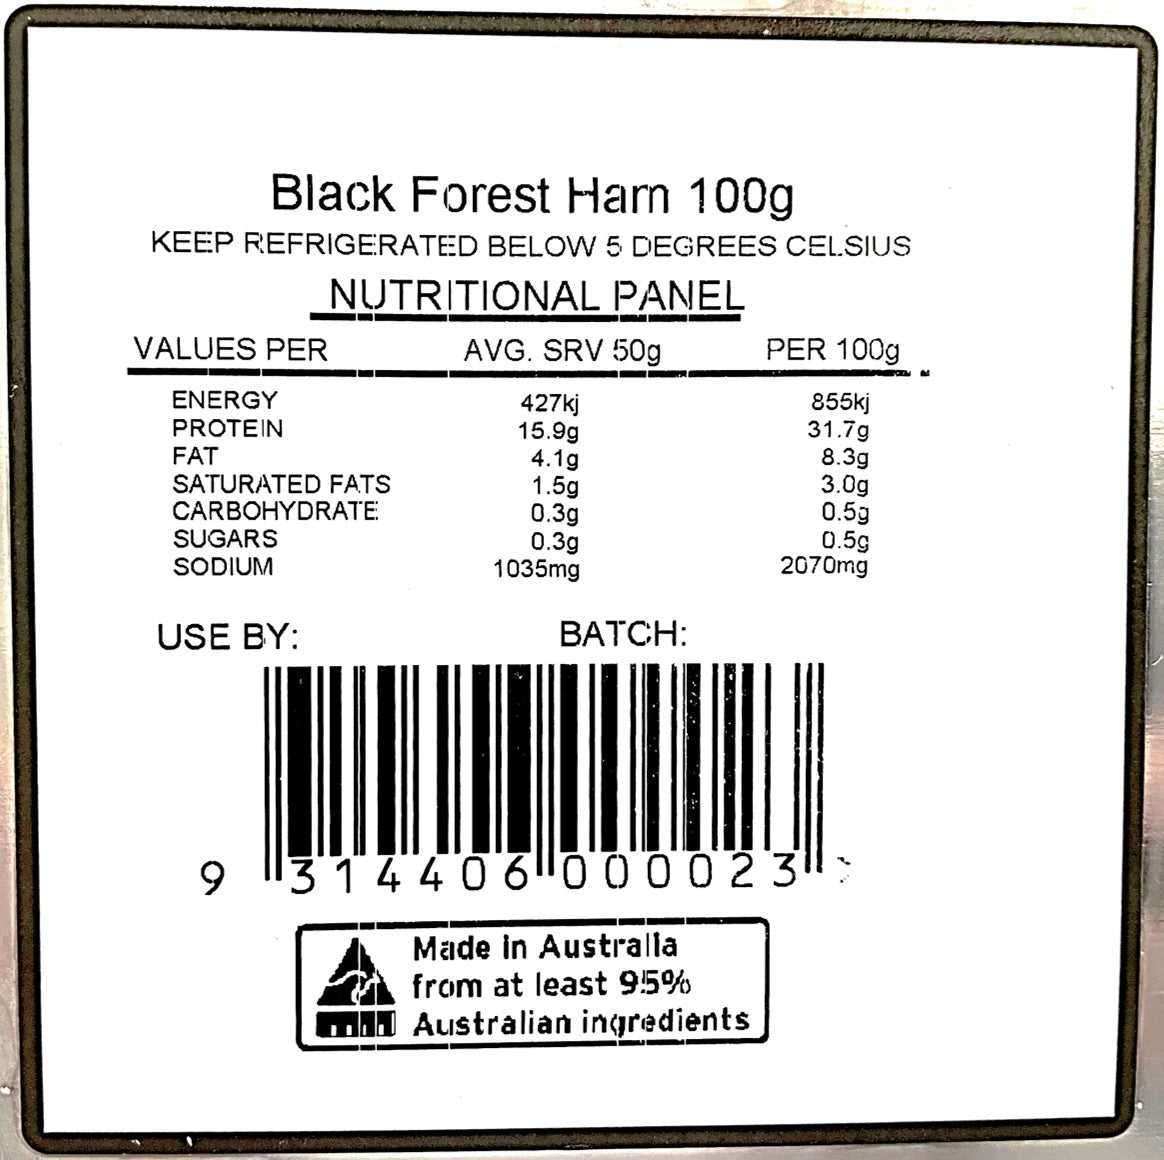 Black Forest Ham 100g
KEEP REFRIGERATED BELOW 5 DEGREES CELSIUS
NUTRITIONAL PANEL
VALUES PER AVG. SRV 50g PER 100g
ENERGY 427kj 855kj
PROTEIN 15.9g 31.7g
FAT 4.1g 8.3g
SATURATED FATS 1.5g 3.0g
CARBOHYDRATE 0.3g 0.5g
SUGARS 0.3g 0.5g
SODIUM 1035mg 2070mg
USE BY: BATCH:
9 314406 000023 >
Made in Australia
from at least 95%
Australian ingredients